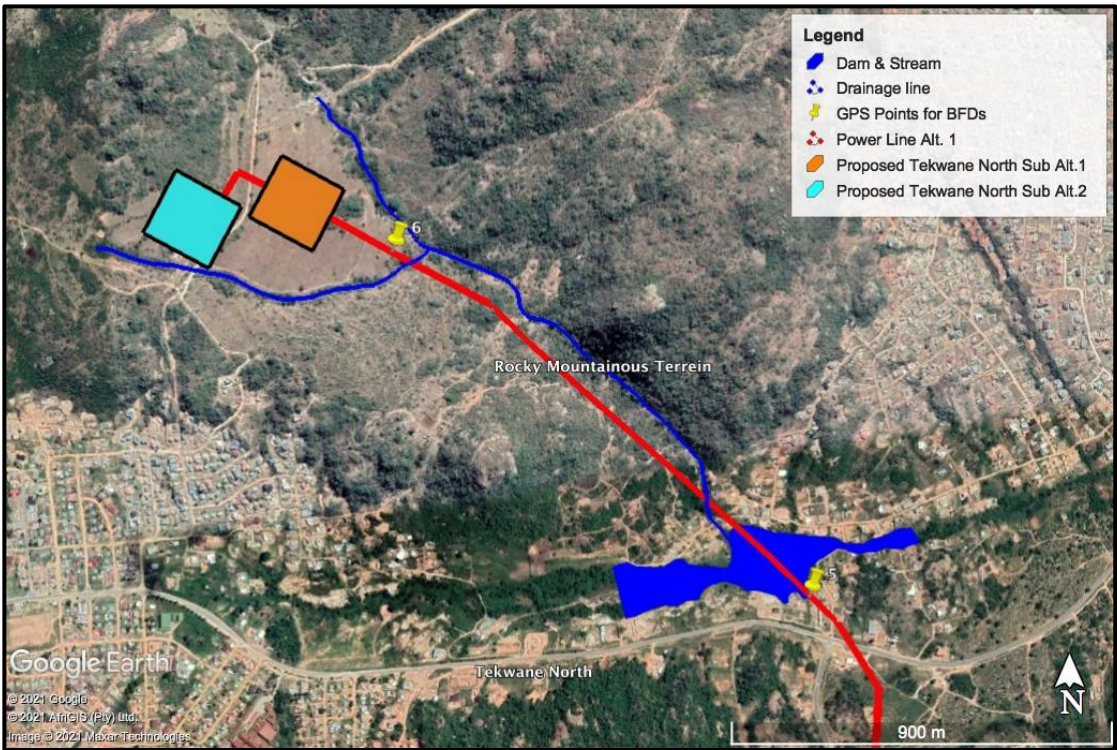 Legend
Dam & Stream
Drainage line
GPS Points for BFDs
Power Line Alt. 1
Proposed Tekwane North Sub Alt.1
Proposed Tekwane North Sub Alt.2
6
Rocky Mountainous Terrein
5
Google Earth
Tekwane North
© 2021 Google
© 2021 AfriGIS (Pty) Ltd.
Image © 2021 Maxar Technologies
900 m
N